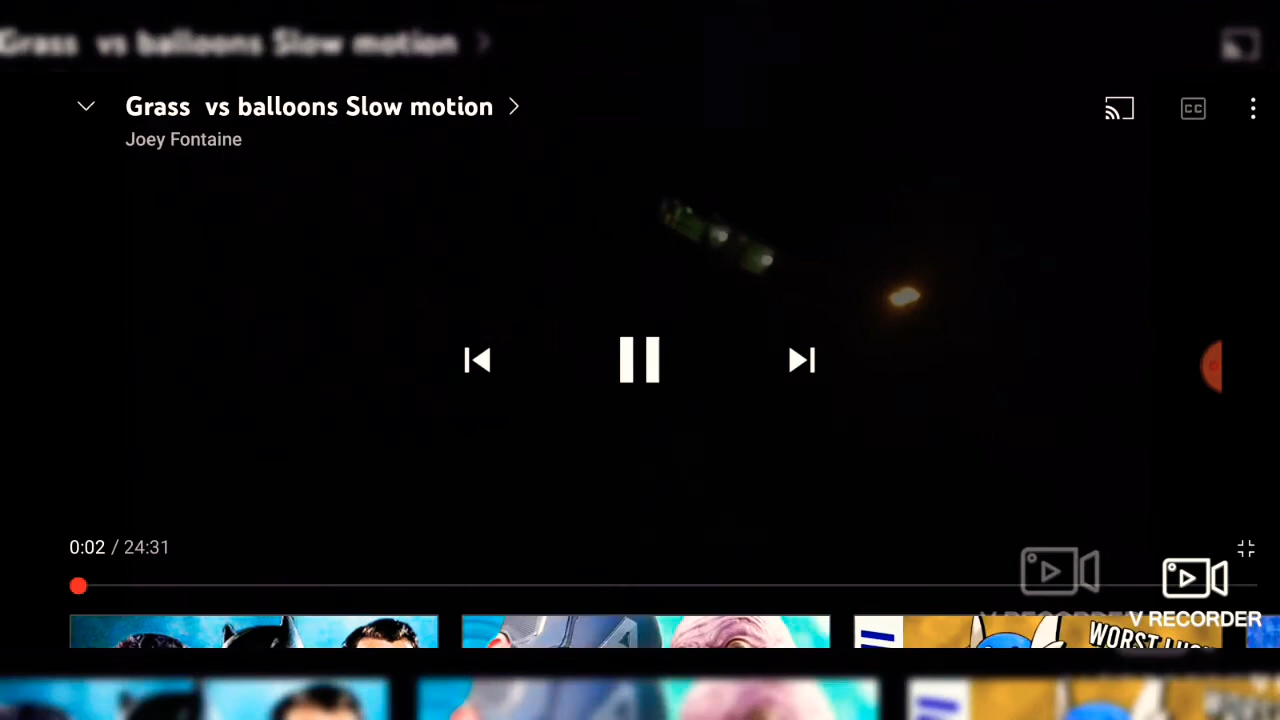 Grass vs balloons Slow motion
Grass vs balloons Slow motion
Joey Fontaine
CC
0:02 / 24:31
V RECORDER
V RECORDER
WORST